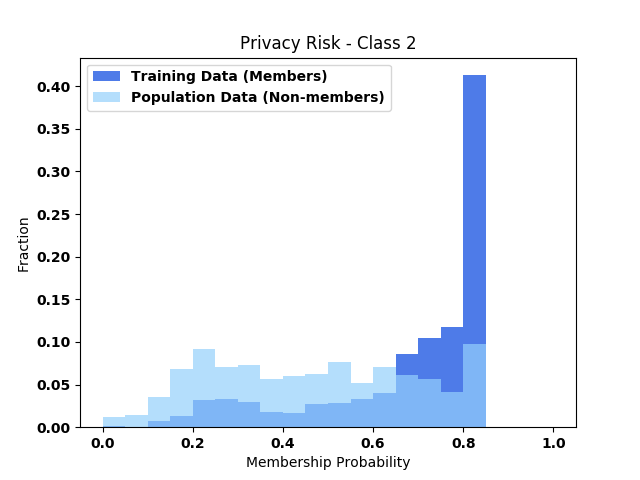 Privacy Risk - Class 2
Training Data (Members)
Population Data (Non-members)
0.40
0.35
0.30
0.25
0.20
0.15
0.10
0.05
0.00
Fraction
0.0 0.2 0.4 0.6 0.8 1.0
Membership Probability